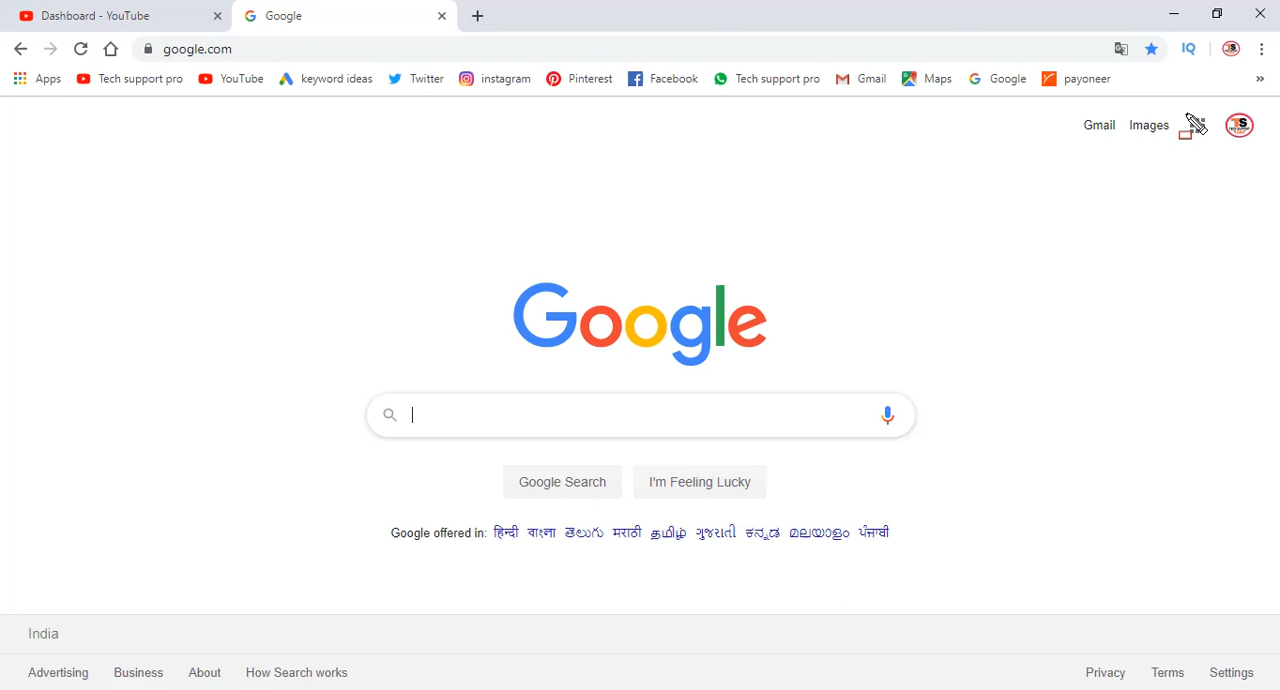 Dashboard - YouTube Google
google.com IQ
Apps Tech support pro YouTube keyword ideas Twitter instagram Pinterest Facebook Tech support pro Gmail Maps Google payoneer »
Gmail Images TS
Google
Google Search I'm Feeling Lucky
Google offered in: हिन्दी বাংলা తెలుగు मराठी தமிழ் ગુજરાતી ಕನ್ನಡ മലയാളം ਪੰਜਾਬੀ
India
Advertising Business About How Search works Privacy Terms Settings